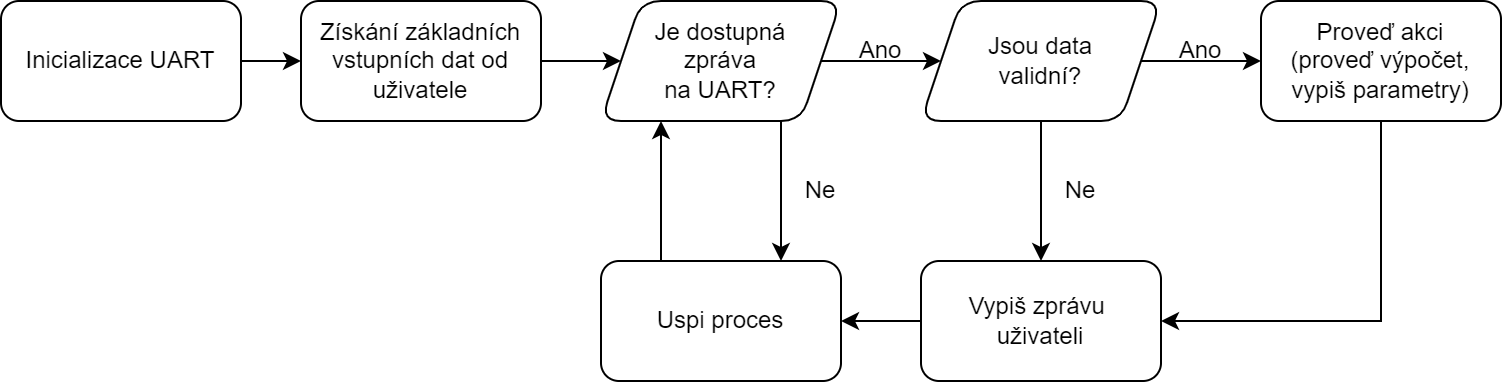 Inicializace UART
Získání základních
vstupních dat od
uživatele
Je dostupná
zpráva
na UART?
Ano
Jsou data
validní?
Ano
Proveď akci
(proveď výpočet,
vypiš parametry)
Ne
Ne
Uspi proces
Vypiš zprávu
uživateli